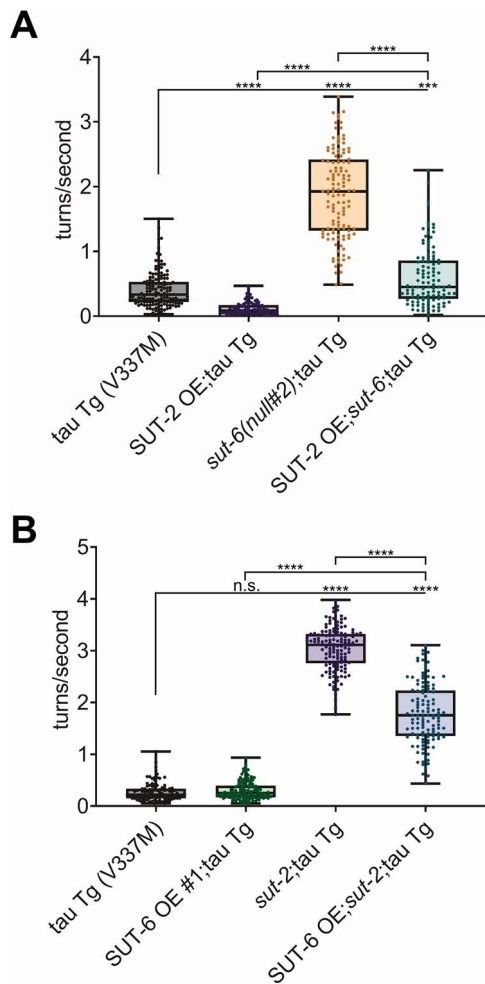 A
****
****
**** **** ***
4
3
2
1
0
turns/second
tau Tg (V337M)
SUT-2 OE;tau Tg
sut-6(null#2);tau Tg
SUT-2 OE;sut-6;tau Tg
B
****
****
n.s. **** ****
5
4
3
2
1
0
turns/second
tau Tg (V337M)
SUT-6 OE #1;tau Tg
sut-2;tau Tg
SUT-6 OE;sut-2;tau Tg